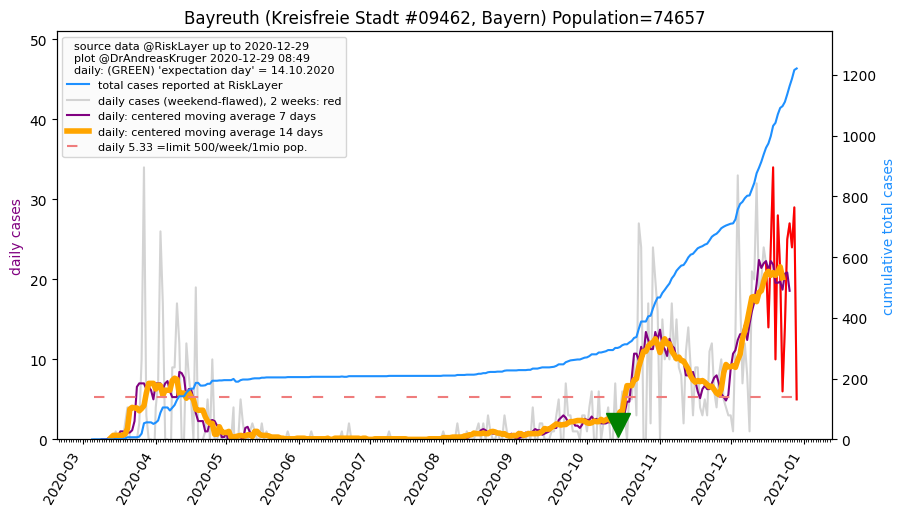 Bayreuth (Kreisfreie Stadt #09462, Bayern) Population=74657
source data @RiskLayer up to 2020-12-29
plot @DrAndreasKruger 2020-12-29 08:49
daily: (GREEN) 'expectation day' = 14.10.2020
total cases reported at RiskLayer
daily cases (weekend-flawed), 2 weeks: red
daily: centered moving average 7 days
daily: centered moving average 14 days
daily 5.33 =limit 500/week/1mio pop.
daily cases
50
40
30
20
10
0
cumulative total cases
1200
1000
800
600
400
200
0
2020-03
2020-04
2020-05
2020-06
2020-07
2020-08
2020-09
2020-10
2020-11
2020-12
2021-01